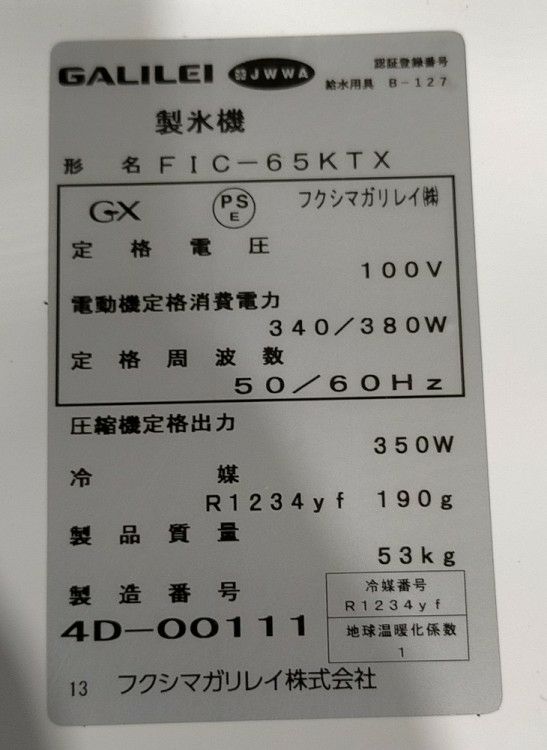 GALILEI JWWA 認証登録番号
給水用具 B-127
製氷機
形名 FIC-65KTX
GX PSE フクシマガリレイ㈱
定格電圧
100V
電動機定格消費電力
340/380W
定格周波数
50/60Hz
圧縮機定格出力
350W
冷媒
R1234yf 190g
製品質量
53kg
製造番号
4D-00111
冷媒番号
R1234yf
地球温暖化係数
1
13 フクシマガリレイ株式会社